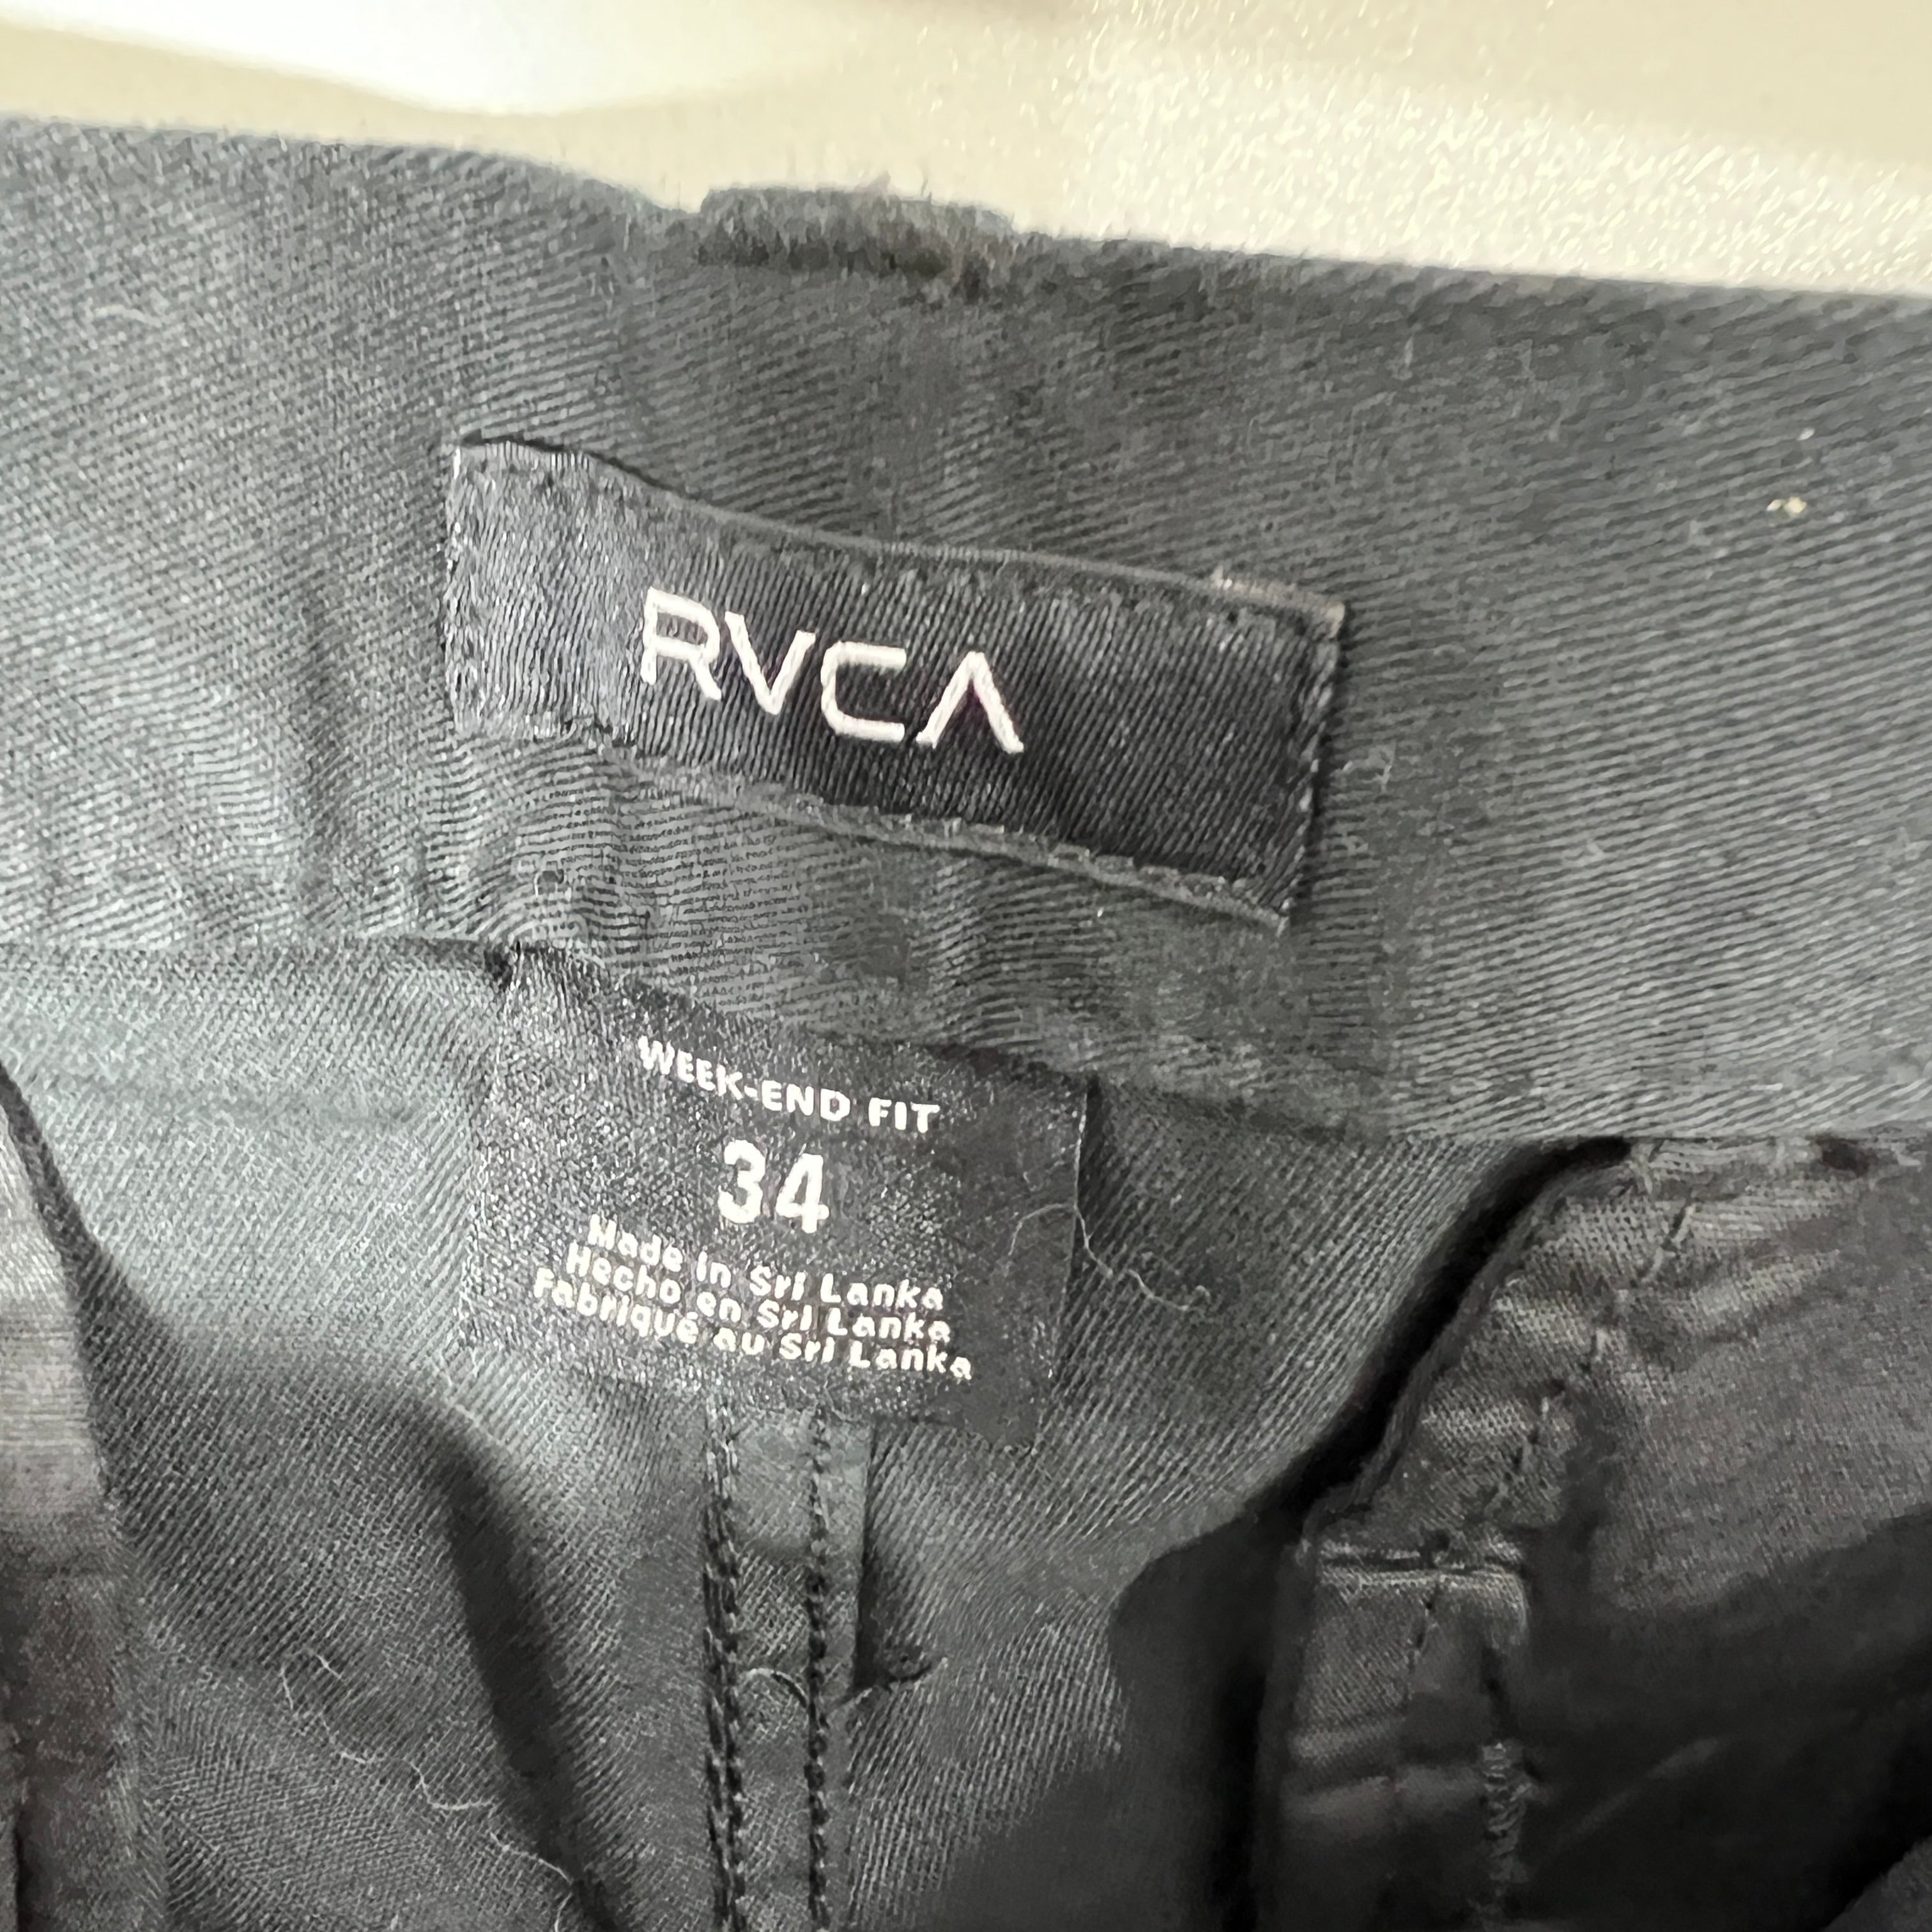 RVCA
WEEK-END FIT
34
Made in Sri Lanka
Hecho en Sri Lanka
Fabriqué au Sri Lanka